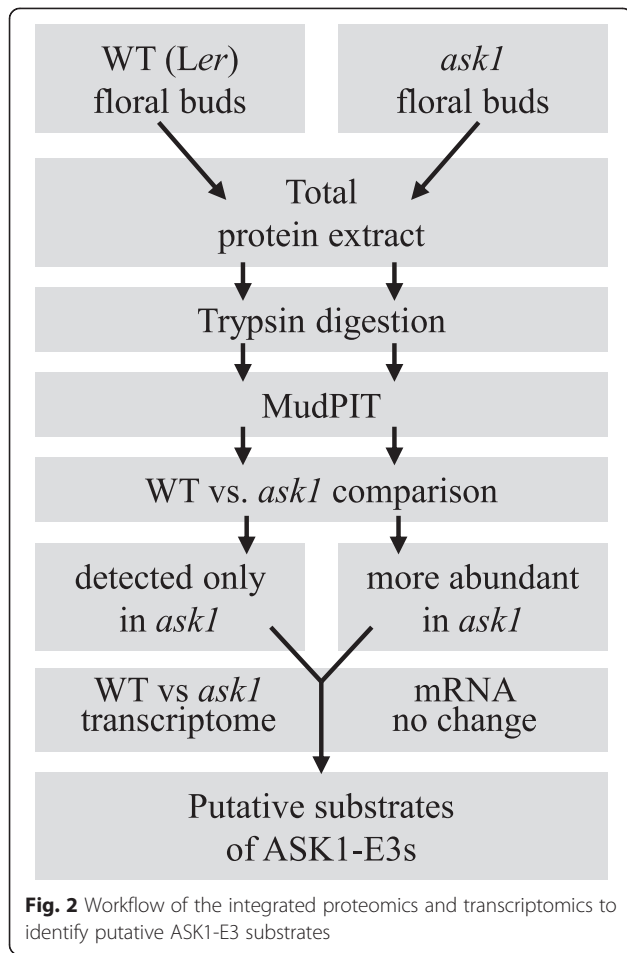 WT (Ler)
floral buds
ask1
floral buds
Total
protein extract
Trypsin digestion
MudPIT
WT vs. ask1 comparison
detected only
in ask1
more abundant
in ask1
WT vs ask1
transcriptome
mRNA
no change
Putative substrates
of ASK1-E3s
Fig. 2 Workflow of the integrated proteomics and transcriptomics to
identify putative ASK1-E3 substrates